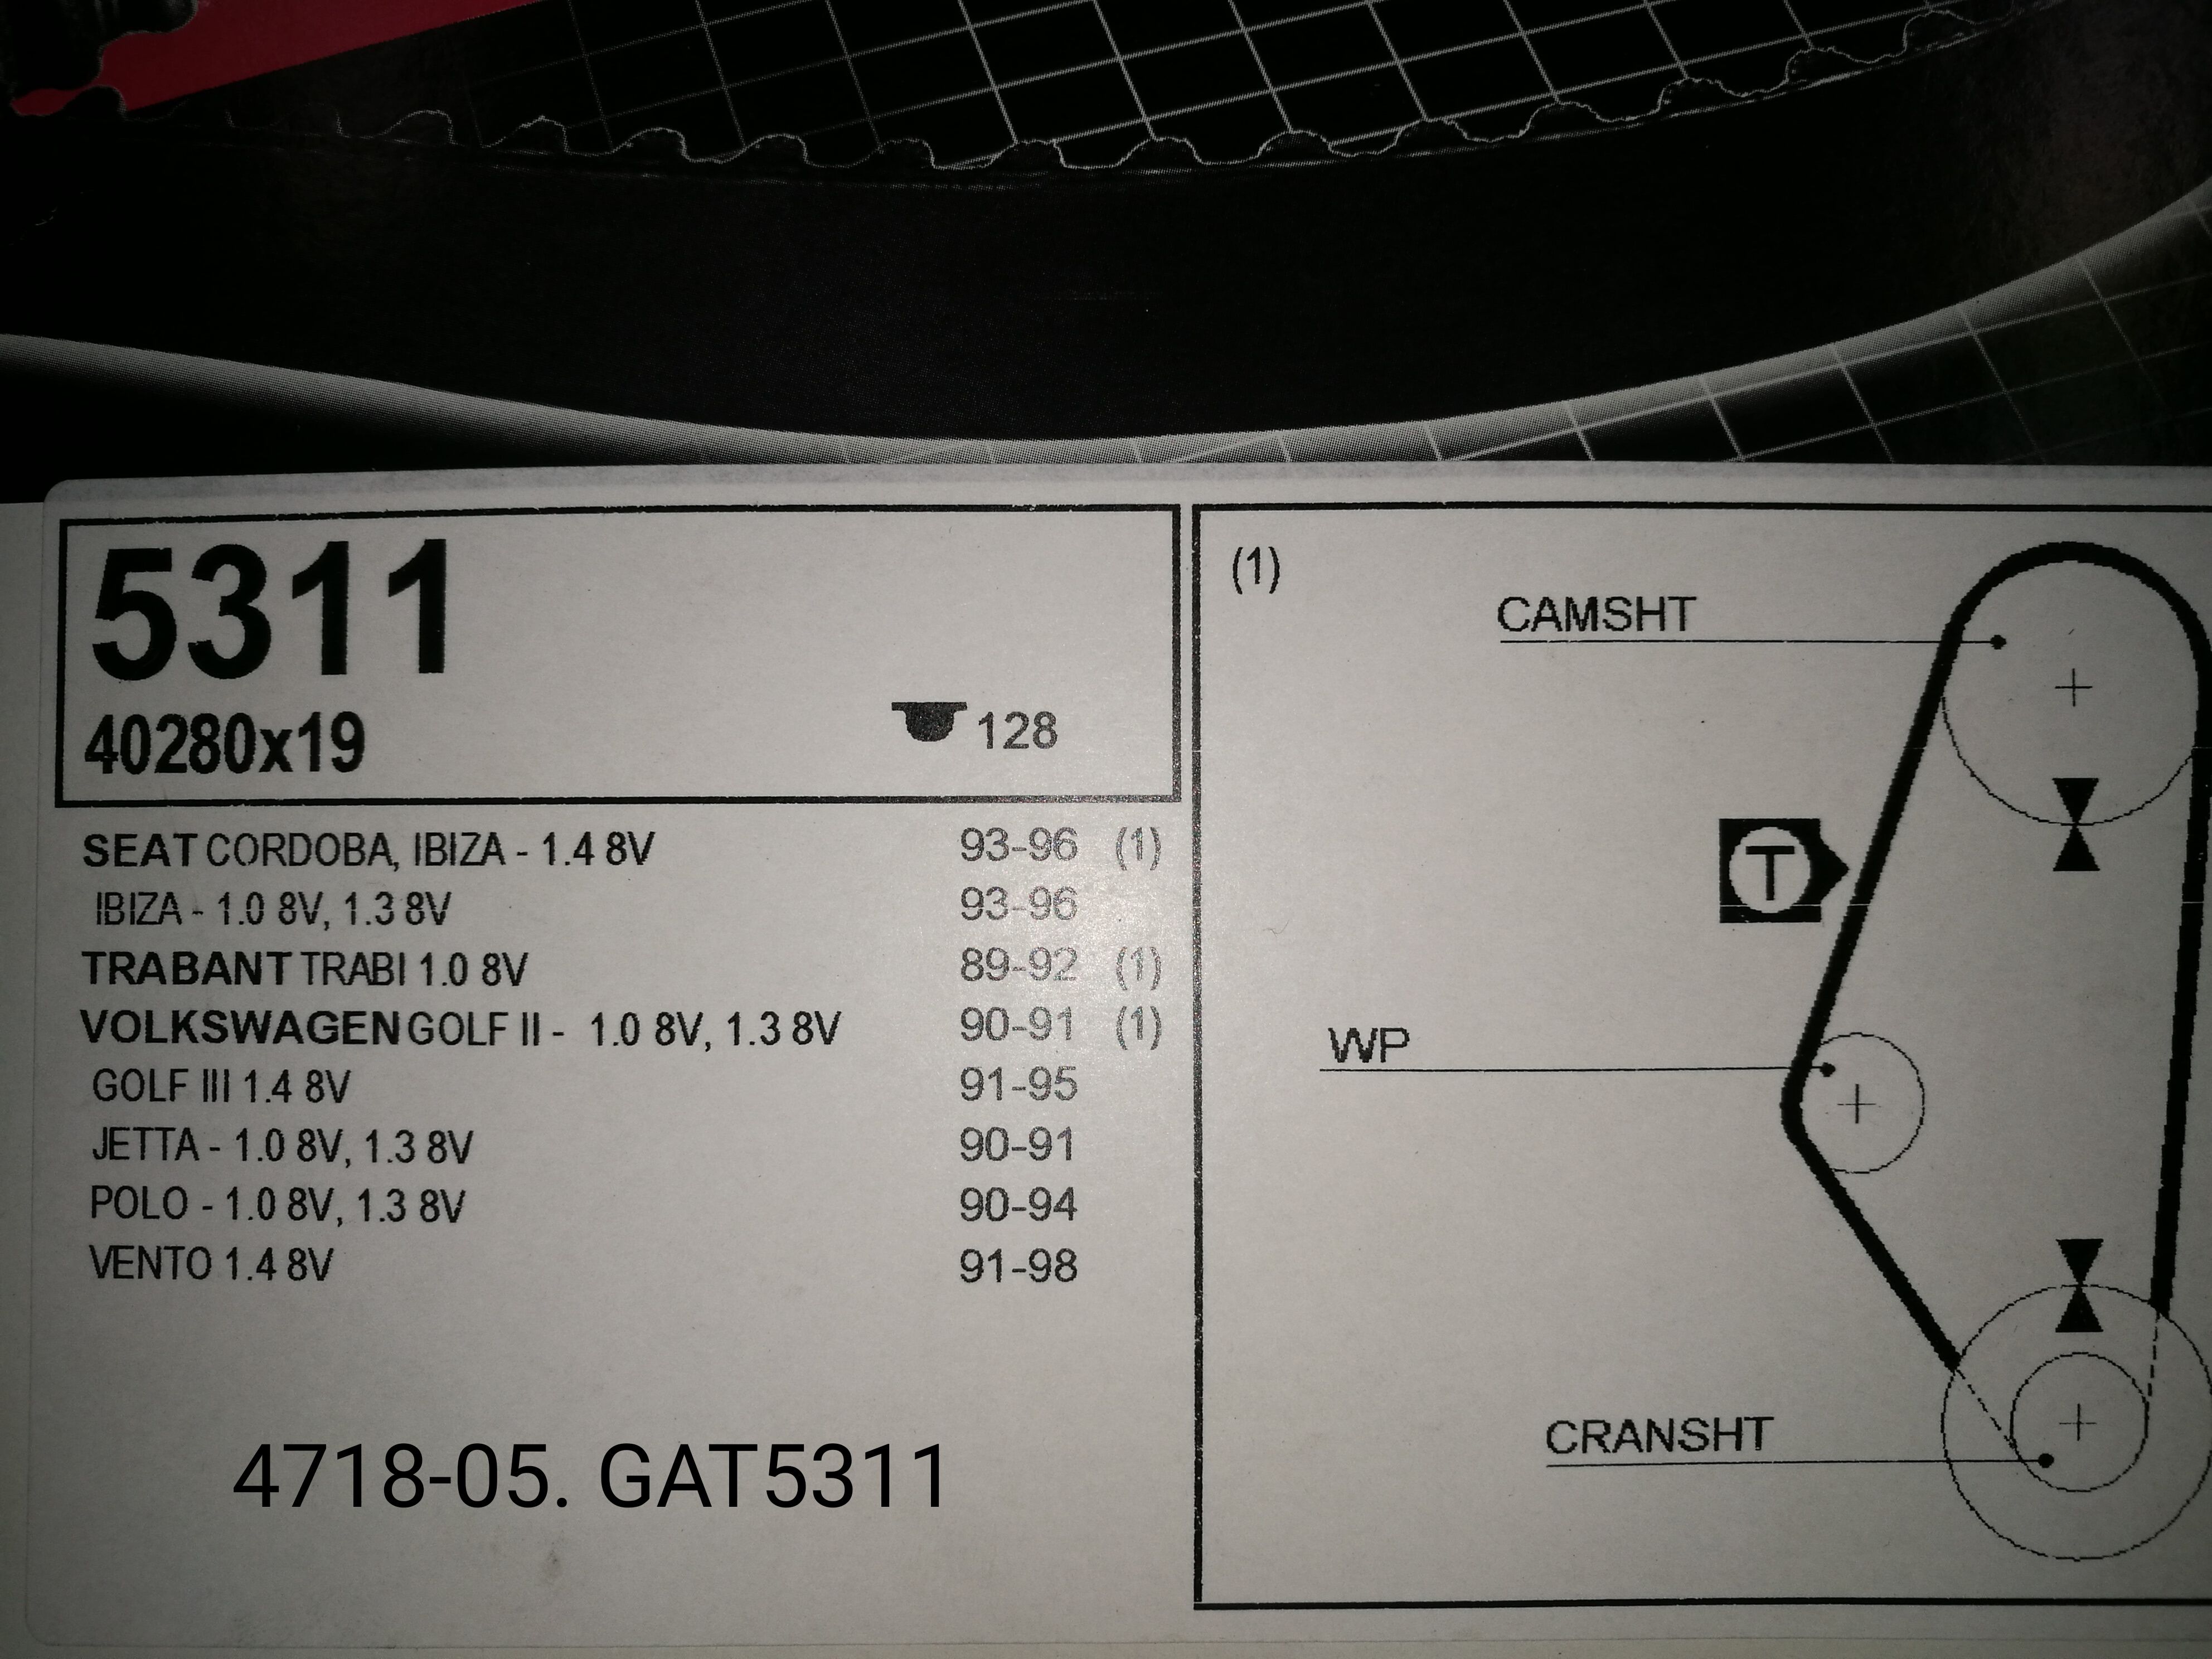 5311
40280x19
128
SEAT CORDOBA, IBIZA - 1.4 8V 93-96 (1)
IBIZA - 1.0 8V, 1.3 8V 93-96
TRABANT TRABI 1.0 8V 89-92 (1)
VOLKSWAGEN GOLF II - 1.0 8V, 1.3 8V 90-91 (1)
GOLF III 1.4 8V 91-95
JETTA - 1.0 8V, 1.3 8V 90-91
POLO - 1.0 8V, 1.3 8V 90-94
VENTO 1.4 8V 91-98
4718-05. GAT5311
(1)
CAMSHT
T
WP
CRANSHT